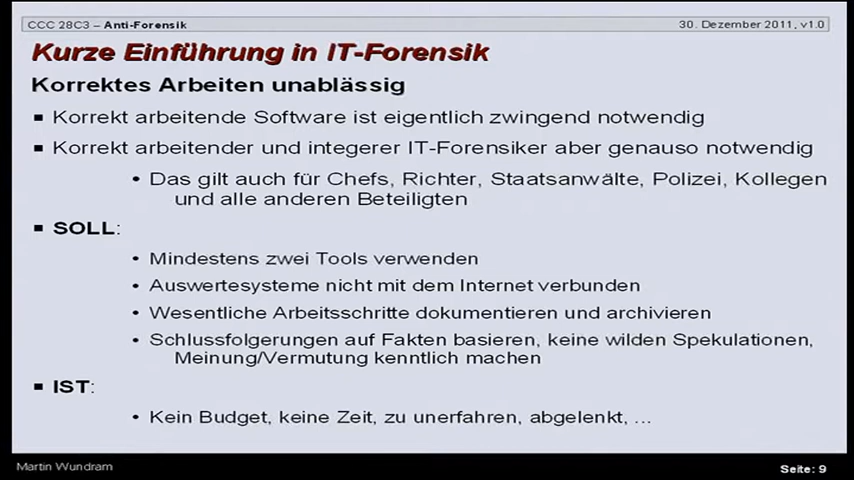 CCC 28C3 – Anti-Forensik
30. Dezember 2011, v1.0
Kurze Einführung in IT-Forensik
Korrektes Arbeiten unablässig
▪ Korrekt arbeitende Software ist eigentlich zwingend notwendig
▪ Korrekt arbeitender und integerer IT-Forensiker aber genauso notwendig
• Das gilt auch für Chefs, Richter, Staatsanwälte, Polizei, Kollegen
und alle anderen Beteiligten
▪ SOLL:
• Mindestens zwei Tools verwenden
• Auswertesysteme nicht mit dem Internet verbunden
• Wesentliche Arbeitsschritte dokumentieren und archivieren
• Schlussfolgerungen auf Fakten basieren, keine wilden Spekulationen,
Meinung/Vermutung kenntlich machen
▪ IST:
• Kein Budget, keine Zeit, zu unerfahren, abgelenkt, ...
Martin Wundram
Seite: 9